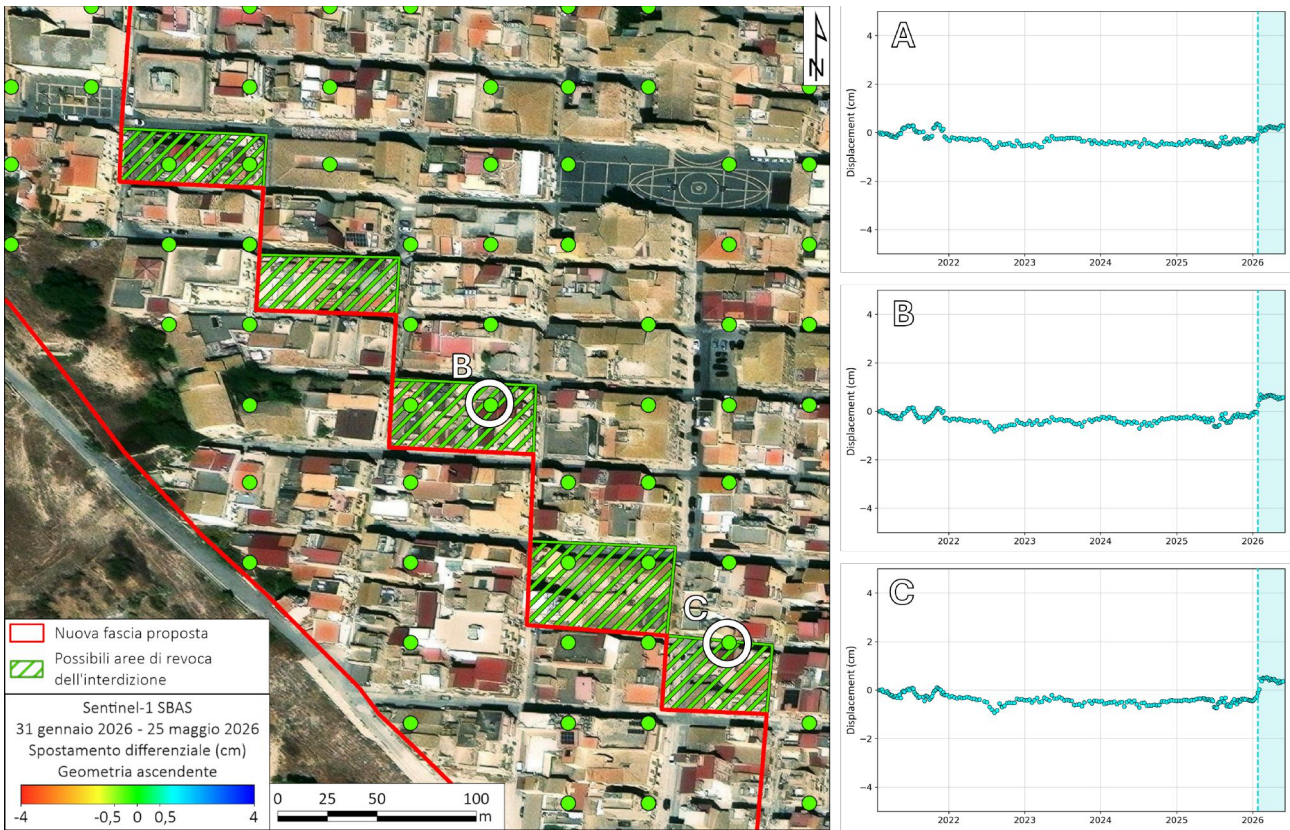 N
B
C
Nuova fascia proposta
Possibili aree di revoca
dell'interdizione
Sentinel-1 SBAS
31 gennaio 2026 - 25 maggio 2026
Spostamento differenziale (cm)
Geometria ascendente
-4 -0,5 0 0,5 4
0 25 50 100
m
A
Displacement (cm)
4
2
0
−2
−4
2022 2023 2024 2025 2026
B
Displacement (cm)
4
2
0
−2
−4
2022 2023 2024 2025 2026
C
Displacement (cm)
4
2
0
−2
−4
2022 2023 2024 2025 2026